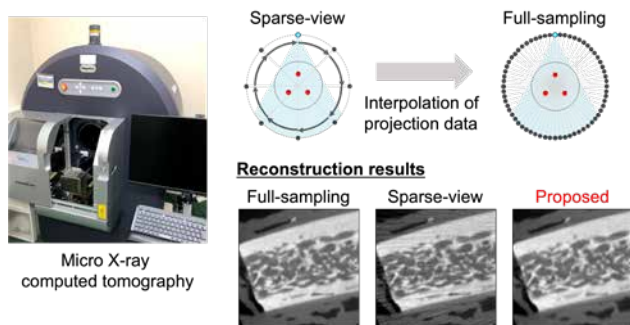 Sparse-view
Full-sampling
Interpolation of
projection data
Reconstruction results
Full-sampling
Sparse-view
Proposed
Micro X-ray
computed tomography